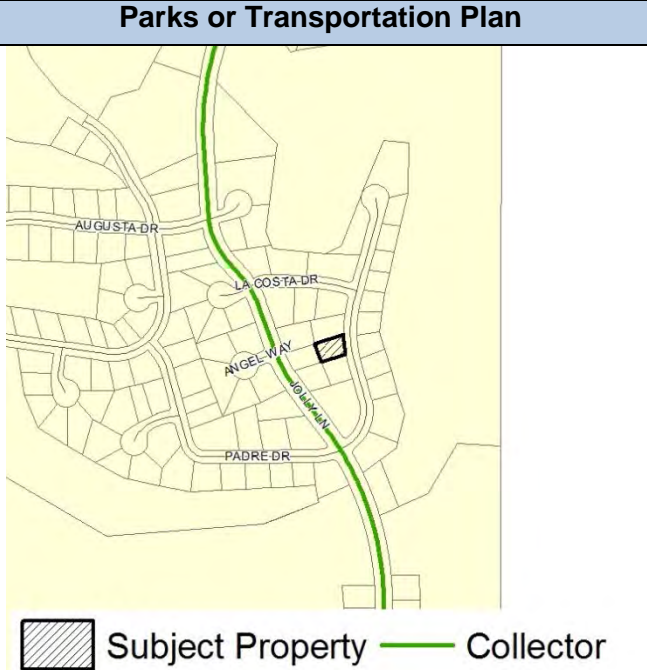 Parks or Transportation Plan
AUGUSTA DR
LA COSTA DR
ANGEL WAY
JOLLY LN
PADRE DR
Subject Property
Collector